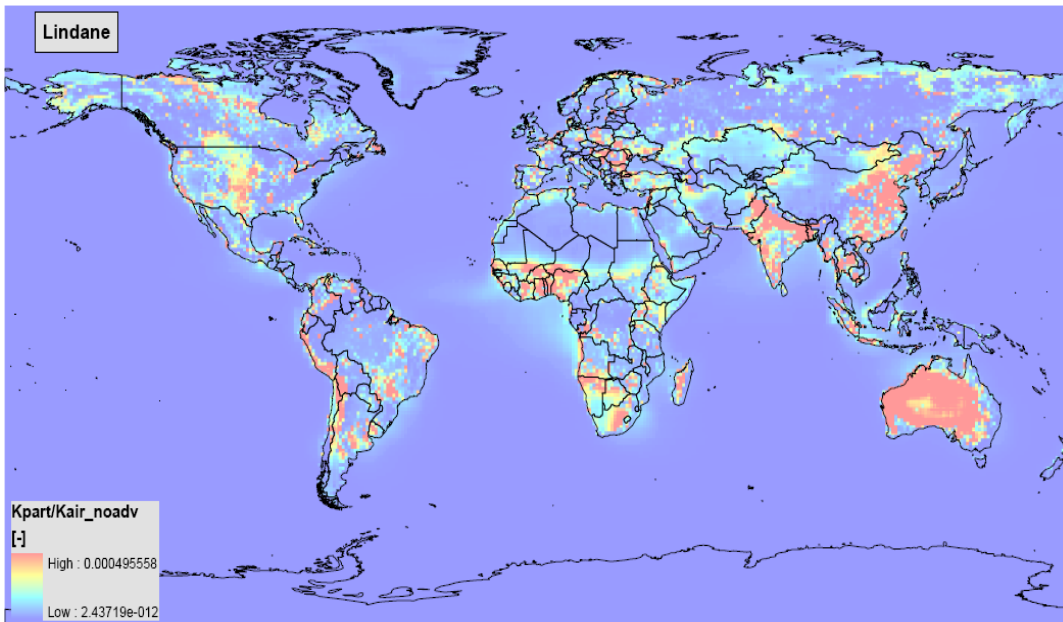 Lindane
Kpart/Kair_noadv
[-]
High : 0.000495558
Low : 2.43719e-012